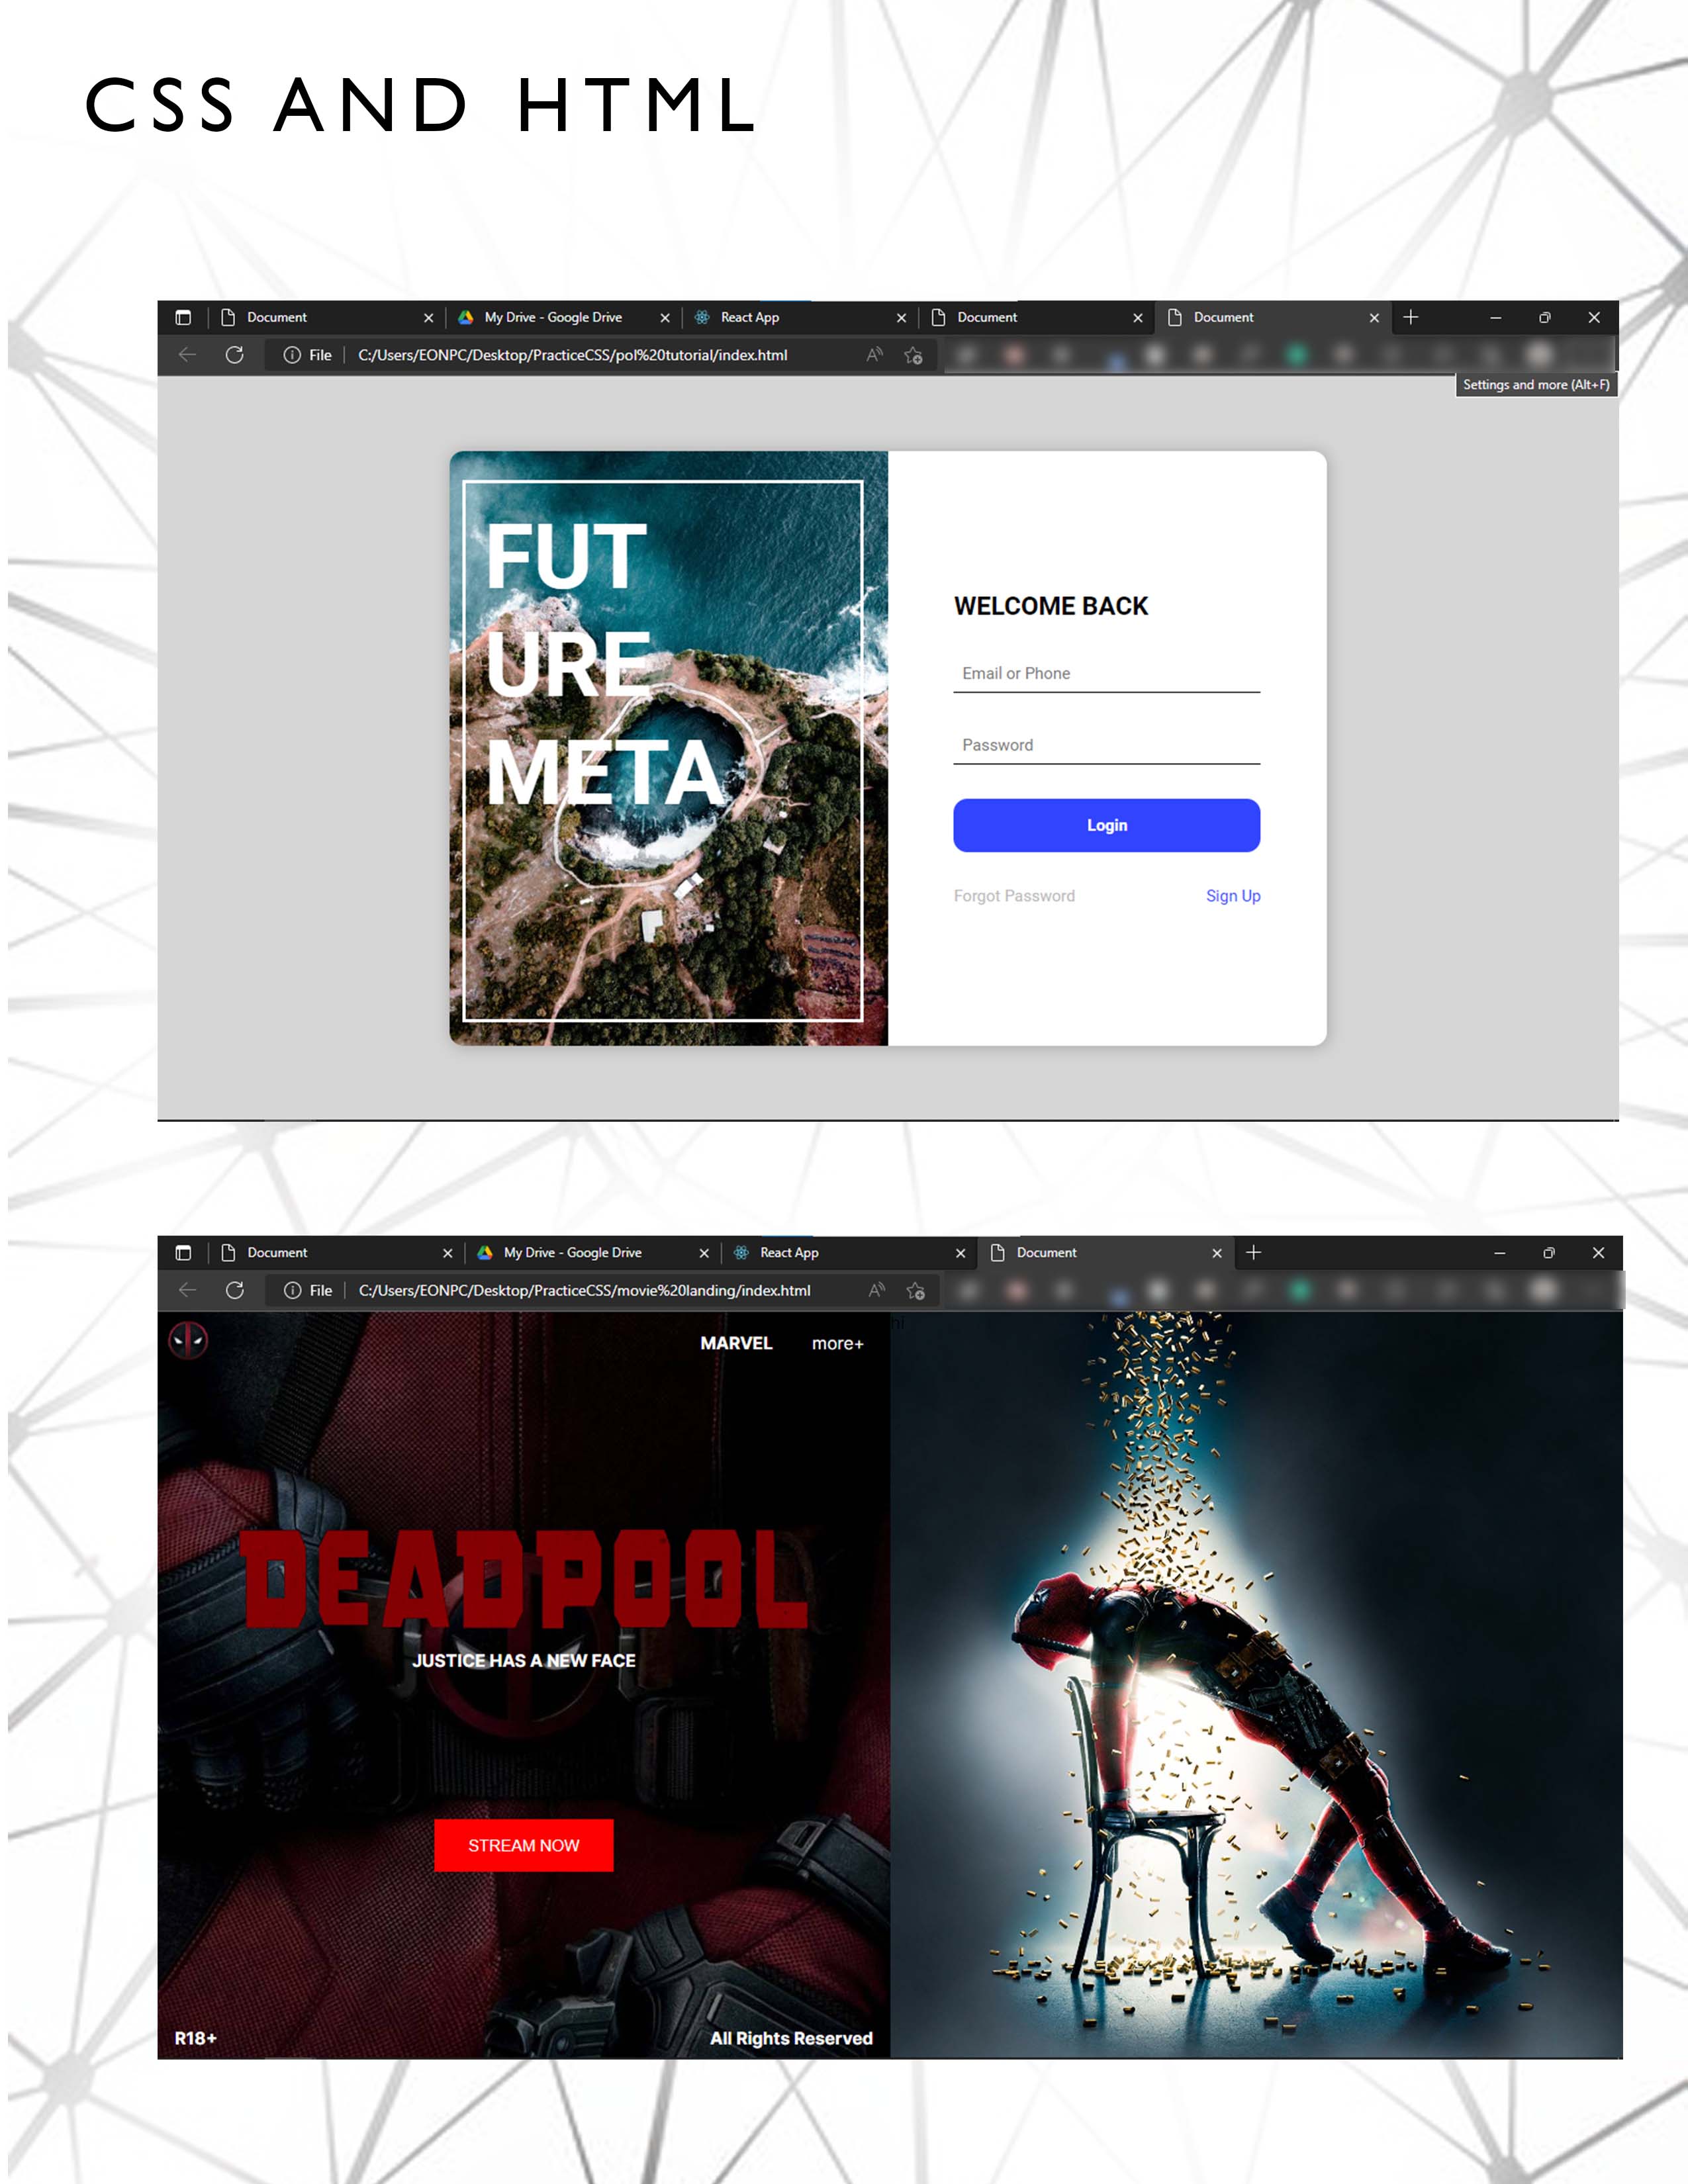 CSS AND HTML
Document My Drive - Google Drive React App Document Document
File C:/Users/EONPC/Desktop/PracticeCSS/pol%20tutorial/index.html
Settings and more (Alt+F)
FUT
URE
META
WELCOME BACK
Email or Phone
Password
Login
Forgot Password Sign Up
Document My Drive - Google Drive React App Document
File C:/Users/EONPC/Desktop/PracticeCSS/movie%20landing/index.html
hi
MARVEL more+
DEADPOOL
JUSTICE HAS A NEW FACE
STREAM NOW
R18+ All Rights Reserved